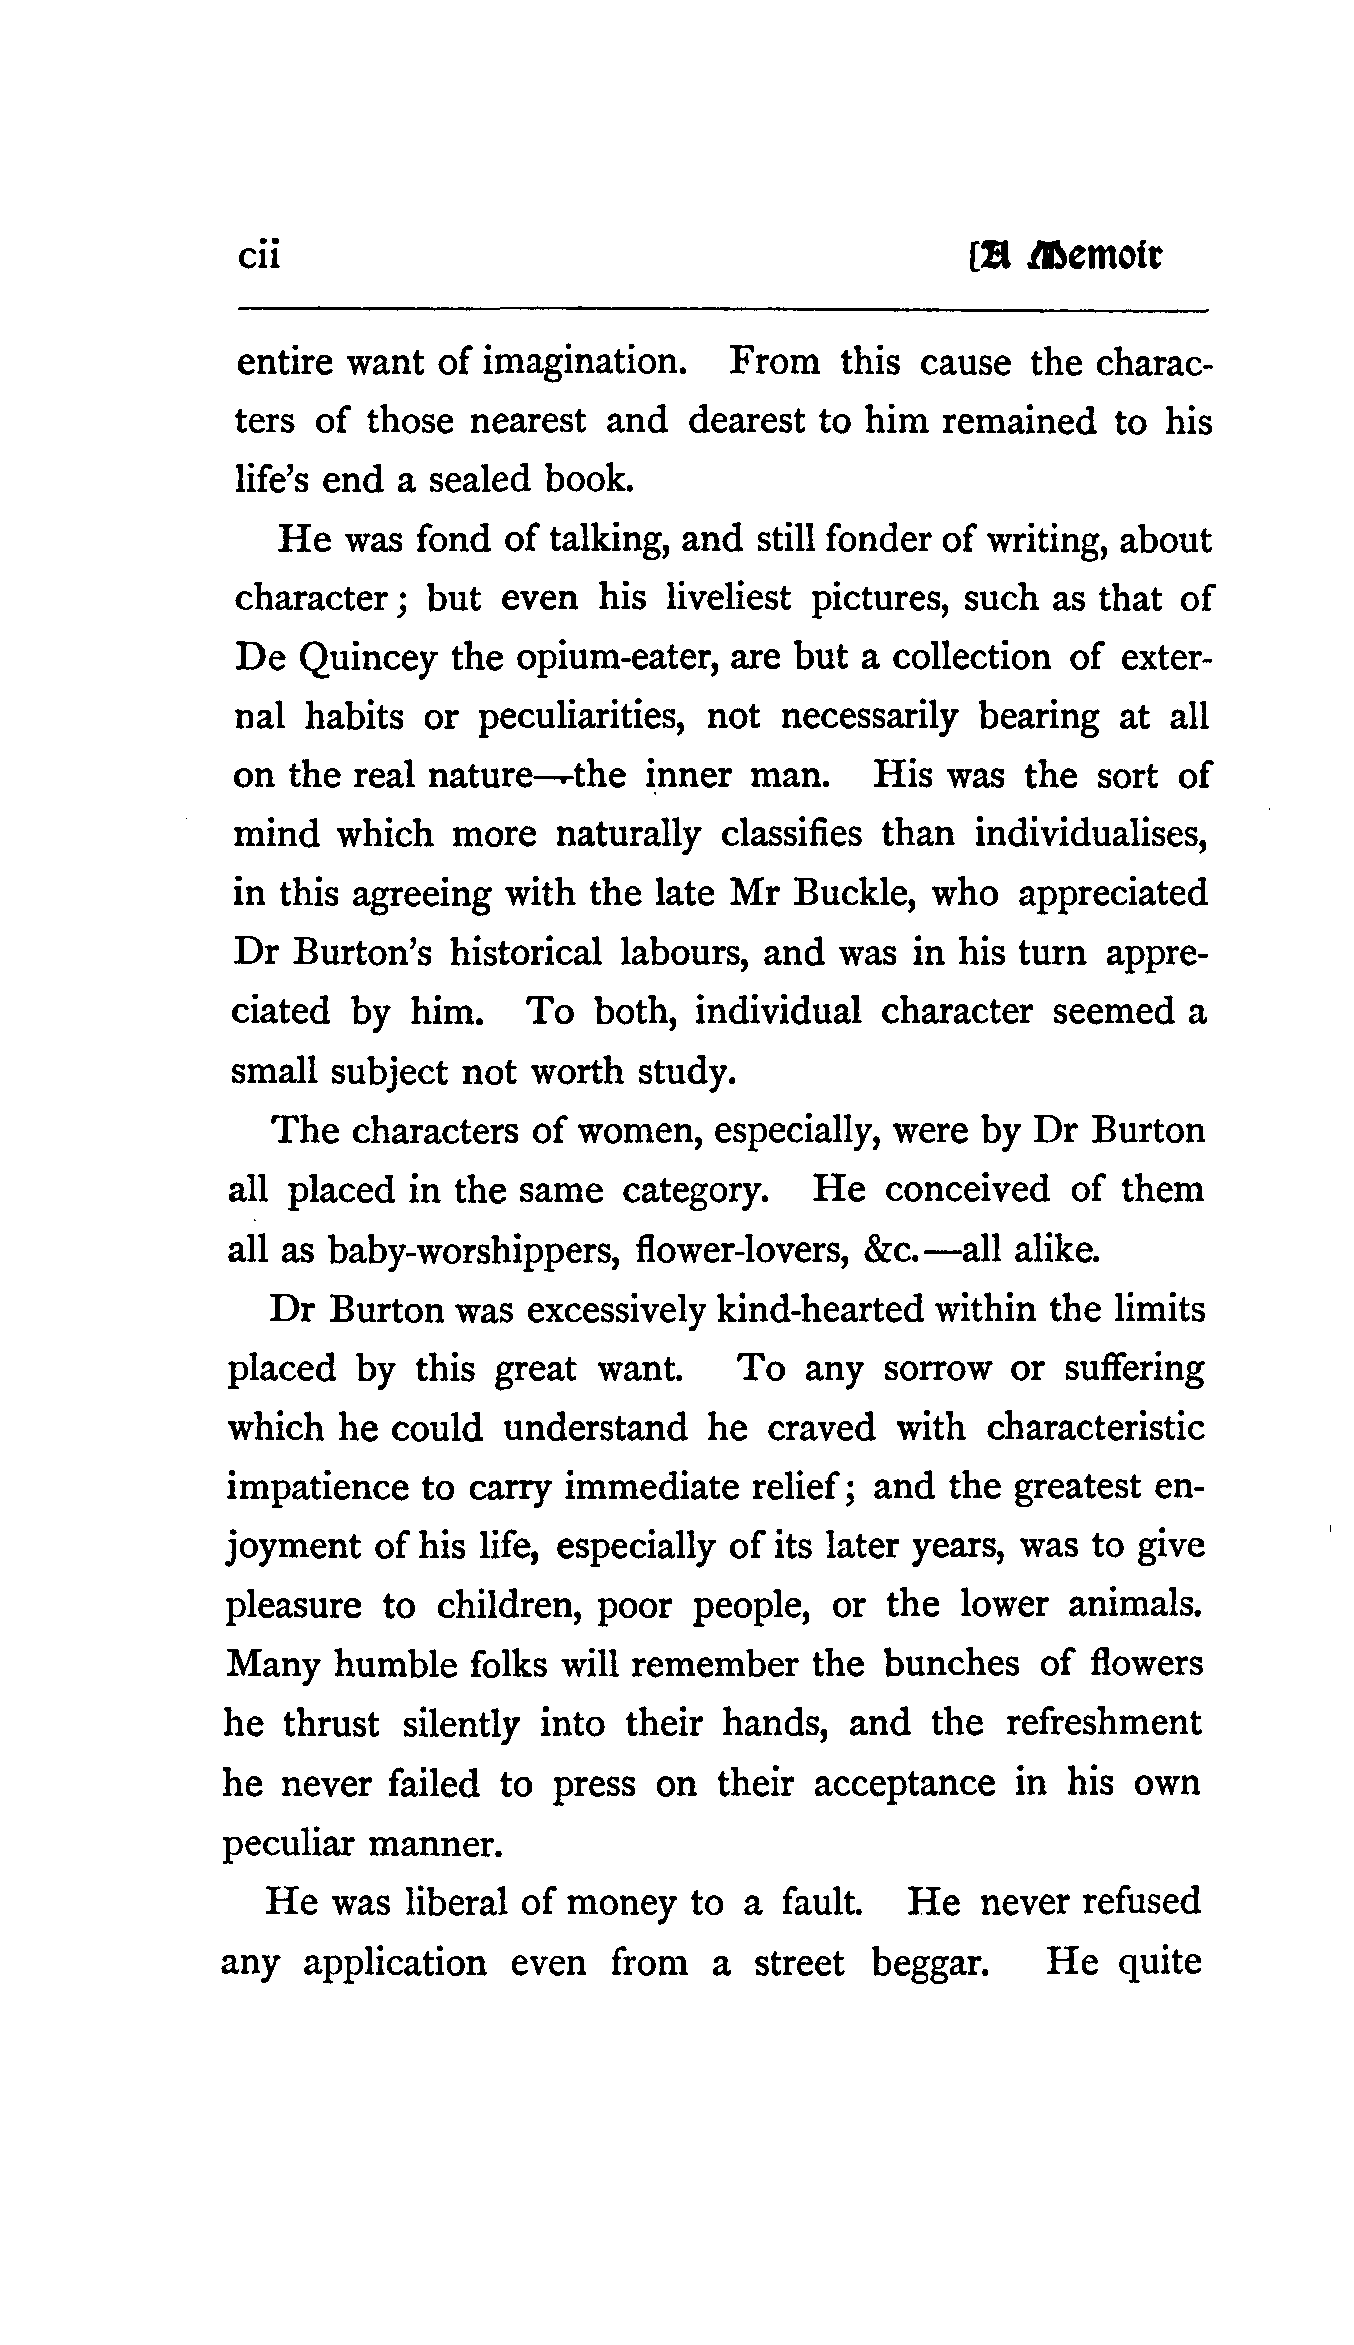 cii [A Memoir
entire want of imagination. From this cause the charac-
ters of those nearest and dearest to him remained to his
life's end a sealed book.
He was fond of talking, and still fonder of writing, about
character; but even his liveliest pictures, such as that of
De Quincey the opium-eater, are but a collection of exter-
nal habits or peculiarities, not necessarily bearing at all
on the real nature—the inner man. His was the sort of
mind which more naturally classifies than individualises,
in this agreeing with the late Mr Buckle, who appreciated
Dr Burton's historical labours, and was in his turn appre-
ciated by him. To both, individual character seemed a
small subject not worth study.
The characters of women, especially, were by Dr Burton
all placed in the same category. He conceived of them
all as baby-worshippers, flower-lovers, &c.—all alike.
Dr Burton was excessively kind-hearted within the limits
placed by this great want. To any sorrow or suffering
which he could understand he craved with characteristic
impatience to carry immediate relief; and the greatest en-
joyment of his life, especially of its later years, was to give
pleasure to children, poor people, or the lower animals.
Many humble folks will remember the bunches of flowers
he thrust silently into their hands, and the refreshment
he never failed to press on their acceptance in his own
peculiar manner.
He was liberal of money to a fault. He never refused
any application even from a street beggar. He quite